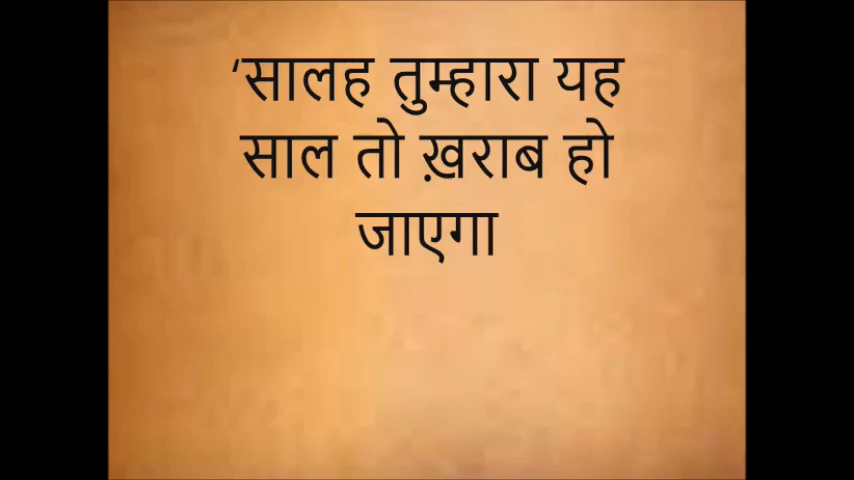 ‘सालह तुम्हारा यह
साल तो ख़राब हो
जाएगा